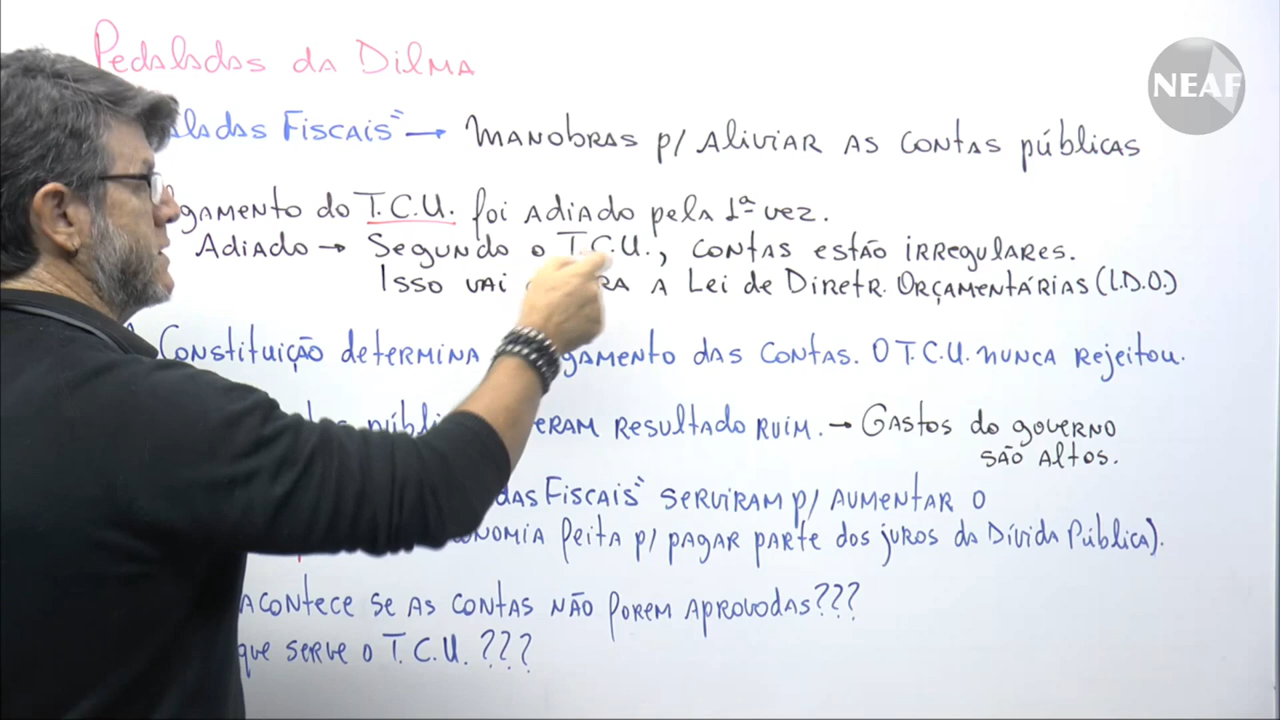 Pedaladas da Dilma
NEAF
ladas Fiscais" → Manobras p/ Aliviar as contas públicas
gamento do T.C.U. foi adiado pela 1ª vez.
Adiado → Segundo o T.C.U., contas estão irregulares.
Isso vai a Lei de Diretr. Orçamentárias (L.D.O.)
Constituição determina gamento das contas. O T.C.U. nunca rejeitou.
públi eram resultado ruim. → Gastos do governo
são altos.
das Fiscais" serviram p/ aumentar o
onomia feita p/ pagar parte dos juros da Dívida Pública).
acontece se as contas não forem aprovodas???
que serve o T.C.U.???